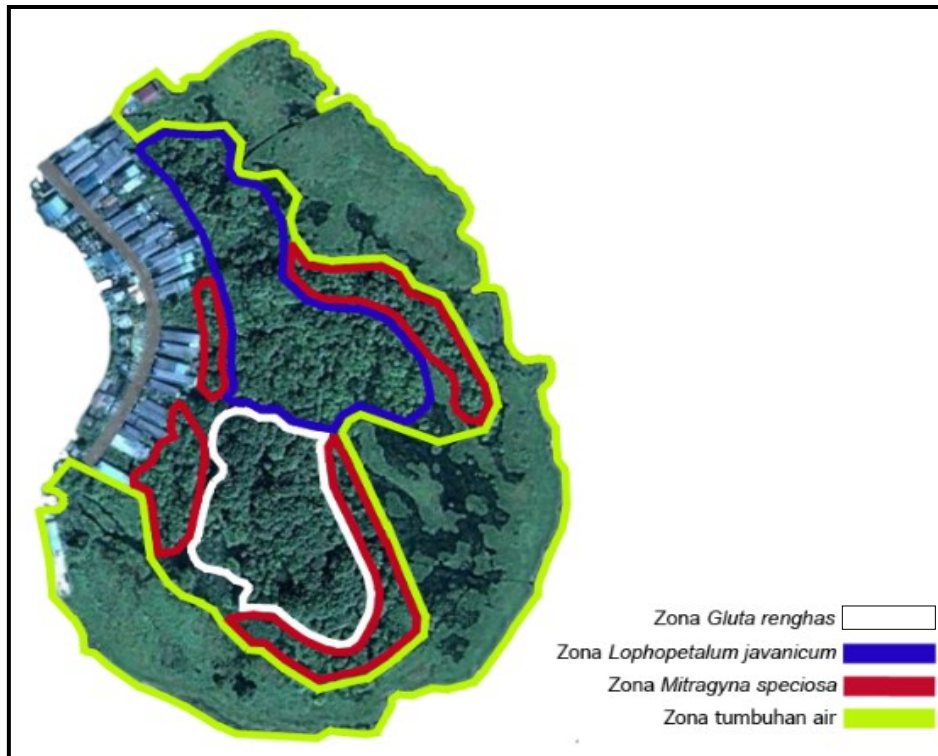 Zona Gluta renghas
Zona Lophopetalum javanicum
Zona Mitragyna speciosa
Zona tumbuhan air